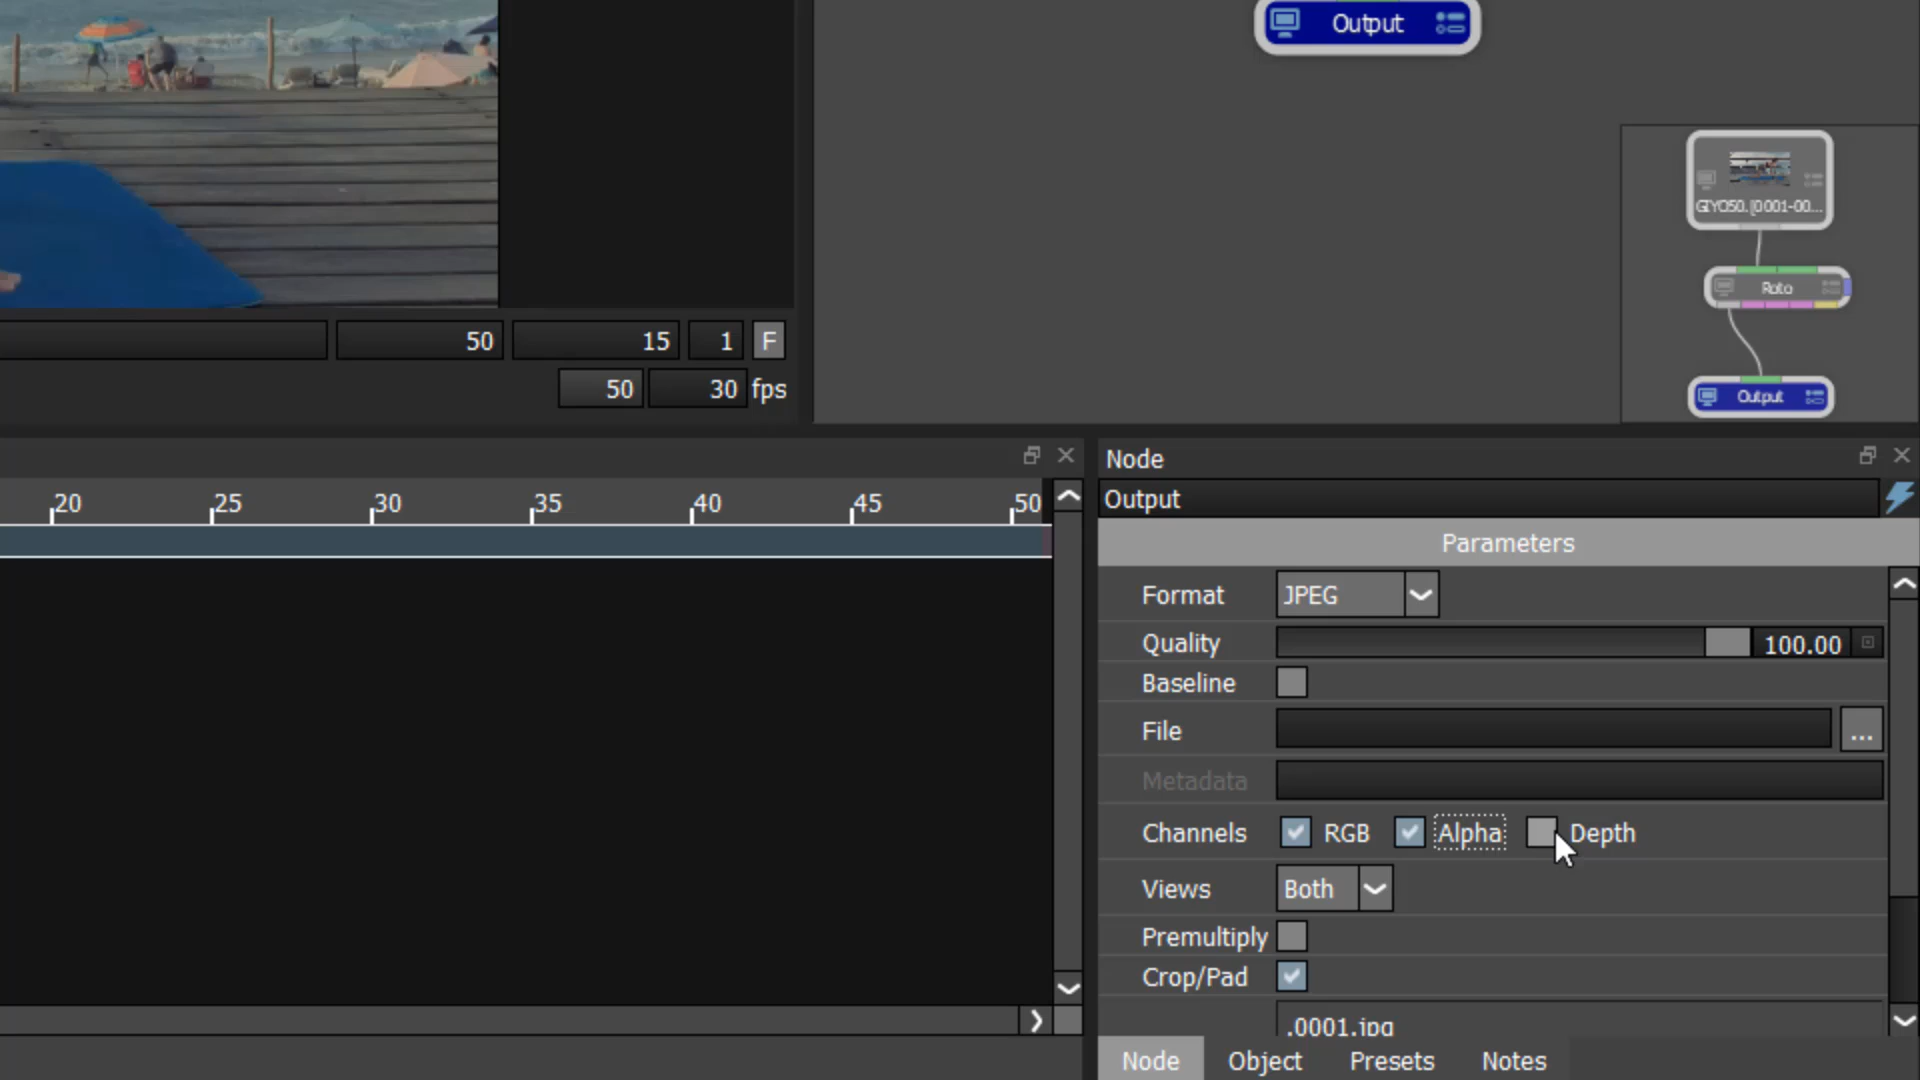 Output
GIYO50.[0001-00...
Roto
Output
50 15 1 F
50 30 fps
20 25 30 35 40 45 50
Node
Output
Parameters
Format JPEG
Quality 100.00
Baseline
File ...
Metadata
Channels RGB Alpha Depth
Views Both
Premultiply
Crop/Pad
.0001.jpg
Node Object Presets Notes